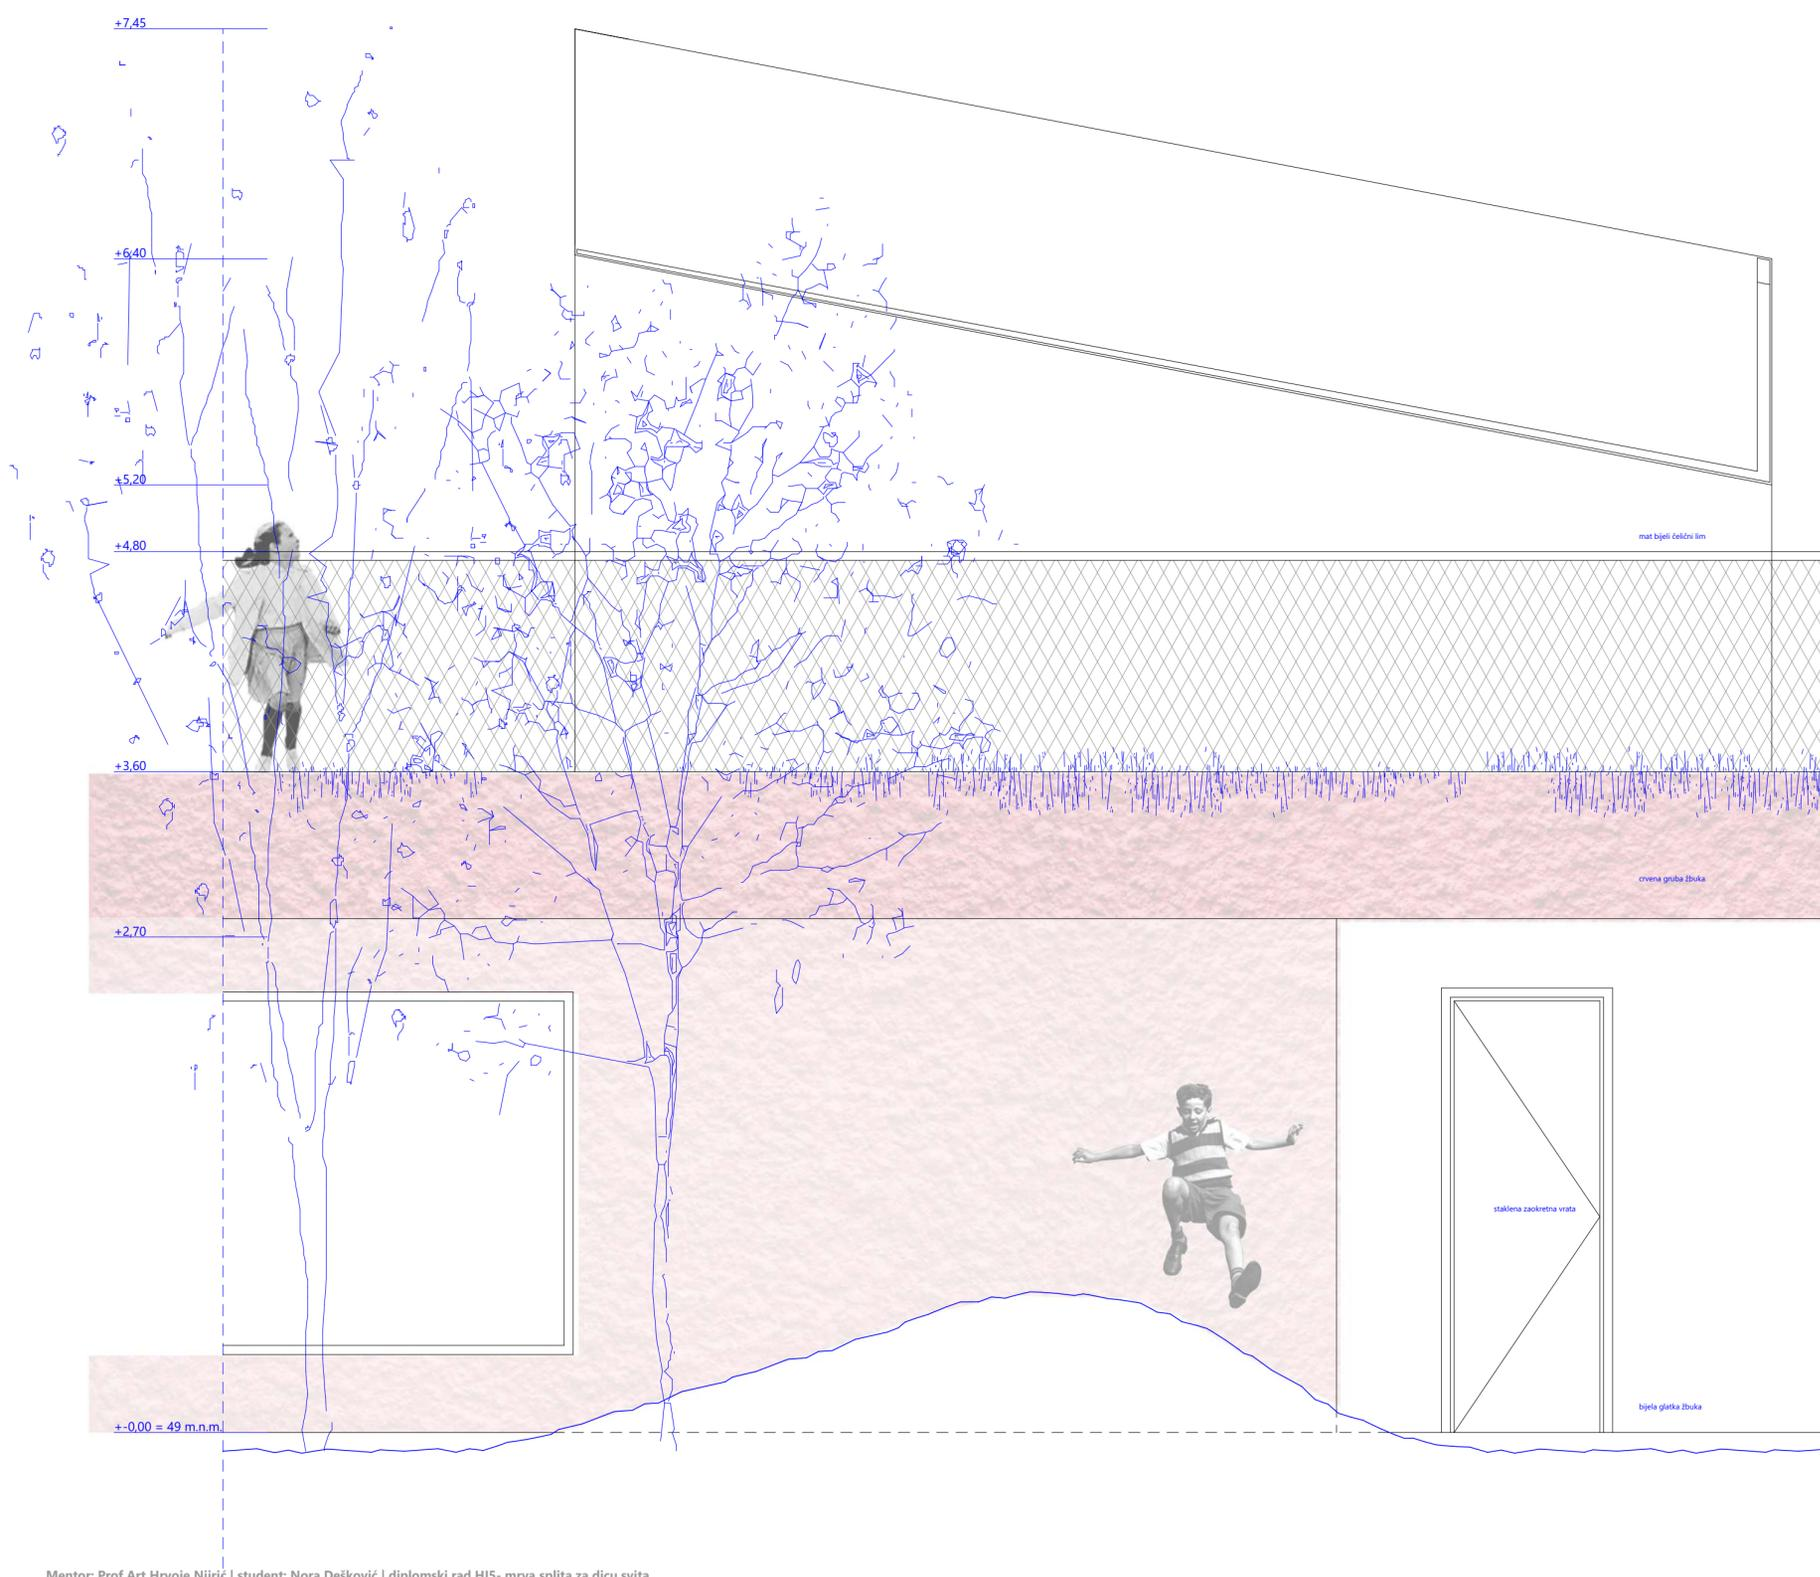 +7,45
+6,40
+5,20
+4,80
mat bijeli čelični lim
+3,60
crvena gruba žbuka
+2,70
staklena zaokretna vrata
bijela glatka žbuka
+-0,00 = 49 m.n.m.
Mentor: Prof Art Hrvoje Njirić | student: Nora Dešković | diplomski rad HJ5- mrva splita za dicu svita